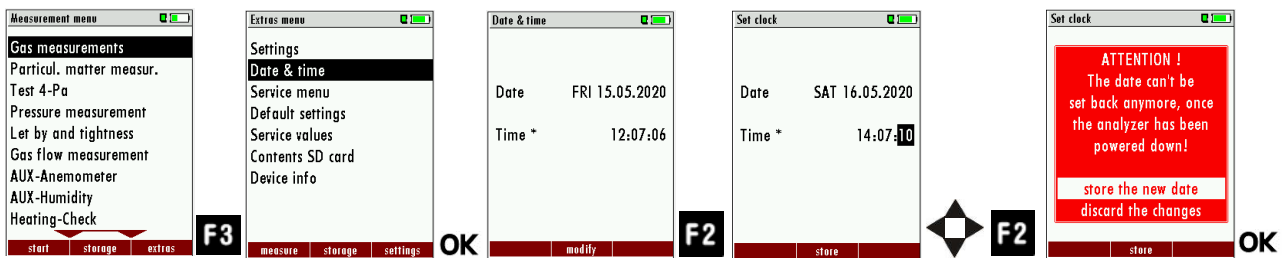 Measurement menu
Gas measurements
Particul. matter measur.
Test 4-Pa
Pressure measurement
Let by and tightness
Gas flow measurement
AUX-Anemometer
AUX-Humidity
Heating-Check
start storage extras
F3
Extras menu
Settings
Date & time
Service menu
Default settings
Service values
Contents SD card
Device info
measure storage settings
OK
Date & time
Date FRI 15.05.2020
Time * 12:07:06
modify
F2
Set clock
Date SAT 16.05.2020
Time * 14:07:10
store
F2
Set clock
ATTENTION !
The date can't be
set back anymore, once
the analyzer has been
powered down!
store the new date
discard the changes
store
OK